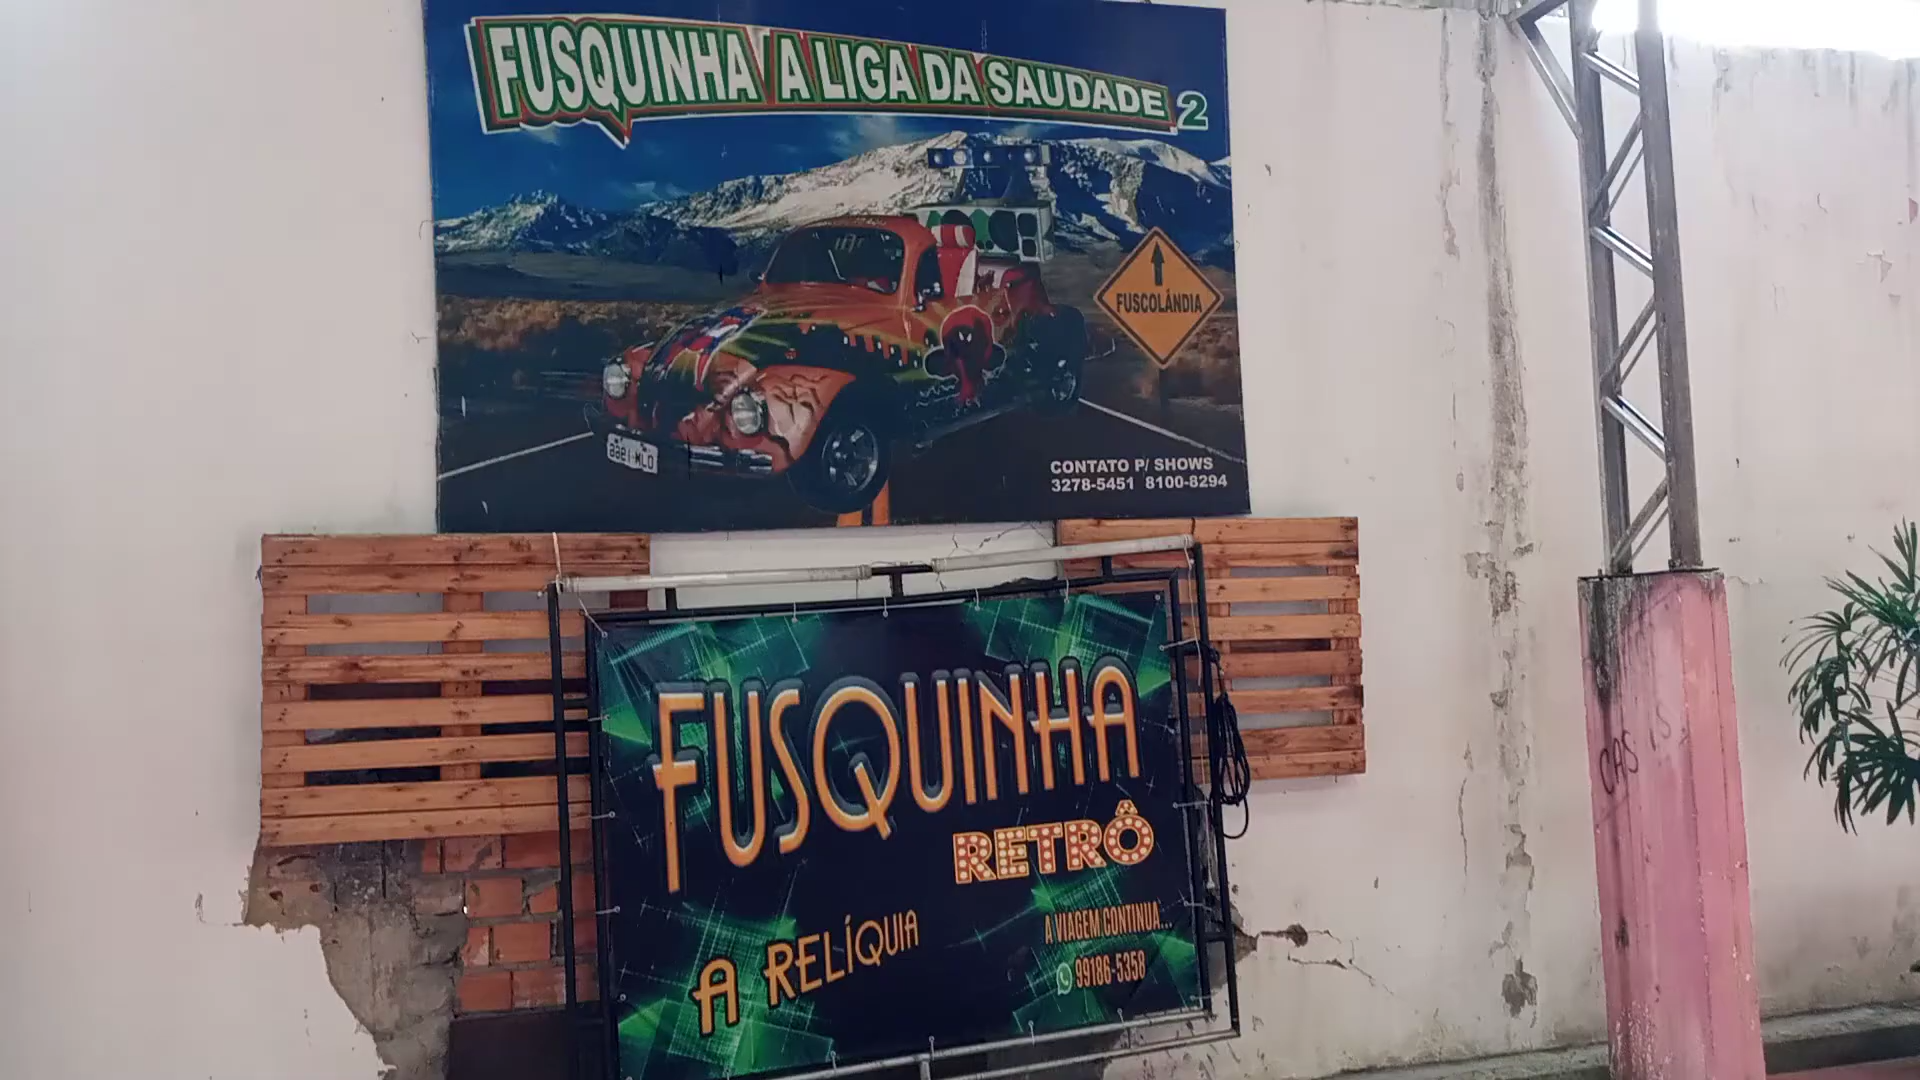 FUSQUINHA A LIGA DA SAUDADE 2
FUSCOLÂNDIA
CONTATO P/ SHOWS
3278-5451 8100-8294
FUSQUINHA
RETRÔ
A RELÍQUIA
A VIAGEM CONTINUA...
99186-5358